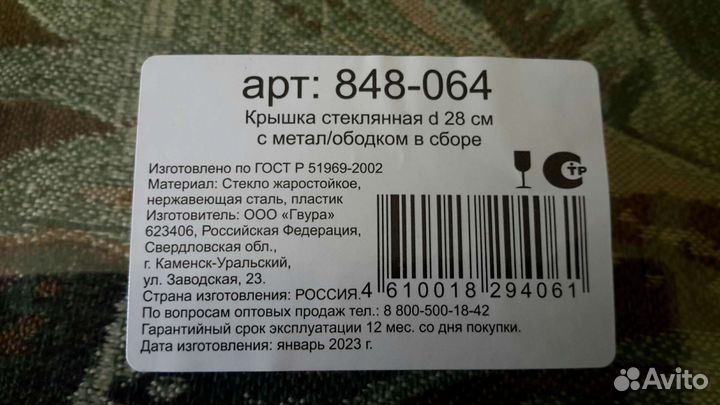 арт: 848-064
Крышка стеклянная d 28 см
с метал/ободком в сборе
Изготовлено по ГОСТ Р 51969-2002
Материал: Стекло жаростойкое,
нержавеющая сталь, пластик
Изготовитель: ООО «Гвура»
623406, Российская Федерация,
Свердловская обл.,
г. Каменск-Уральский,
ул. Заводская, 23.
Страна изготовления: РОССИЯ.
По вопросам оптовых продаж тел.: 8 800-500-18-42
Гарантийный срок эксплуатации 12 мес. со дня покупки.
Дата изготовления: январь 2023 г.
СТР
4 610018 294061
Avito